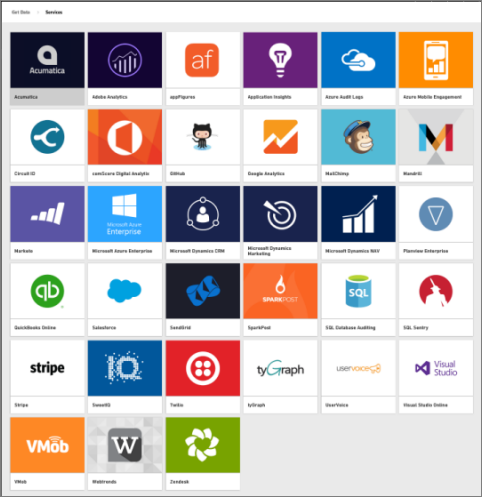 Get Data > Services
Acumatica
af
Microsoft Azure
Enterprise
qb
SPARKPOST
SQL
stripe
IQ
tyGraph
uservoice
Visual
Studio
VMob
W
Acumatica
Adobe Analytics
appFigures
Application Insights
Azure Audit Logs
Azure Mobile Engagement
Circuit ID
comScore Digital Analytix
GitHub
Google Analytics
MailChimp
Mandrill
Marketo
Microsoft Azure Enterprise
Microsoft Dynamics CRM
Microsoft Dynamics
Marketing
Microsoft Dynamics NAV
Planview Enterprise
QuickBooks Online
Salesforce
SendGrid
SparkPost
SQL Database Auditing
SQL Sentry
Stripe
SweetIQ
Twilio
tyGraph
UserVoice
Visual Studio Online
VMob
Webtrends
Zendesk